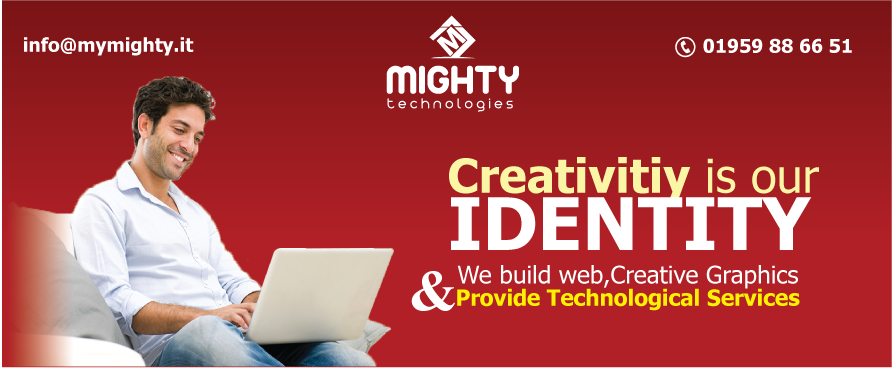 info@mymighty.it
MIGHTY
technologies
01959 88 66 51
Creativitiy is our
IDENTITY
We build web,Creative Graphics
& Provide Technological Services